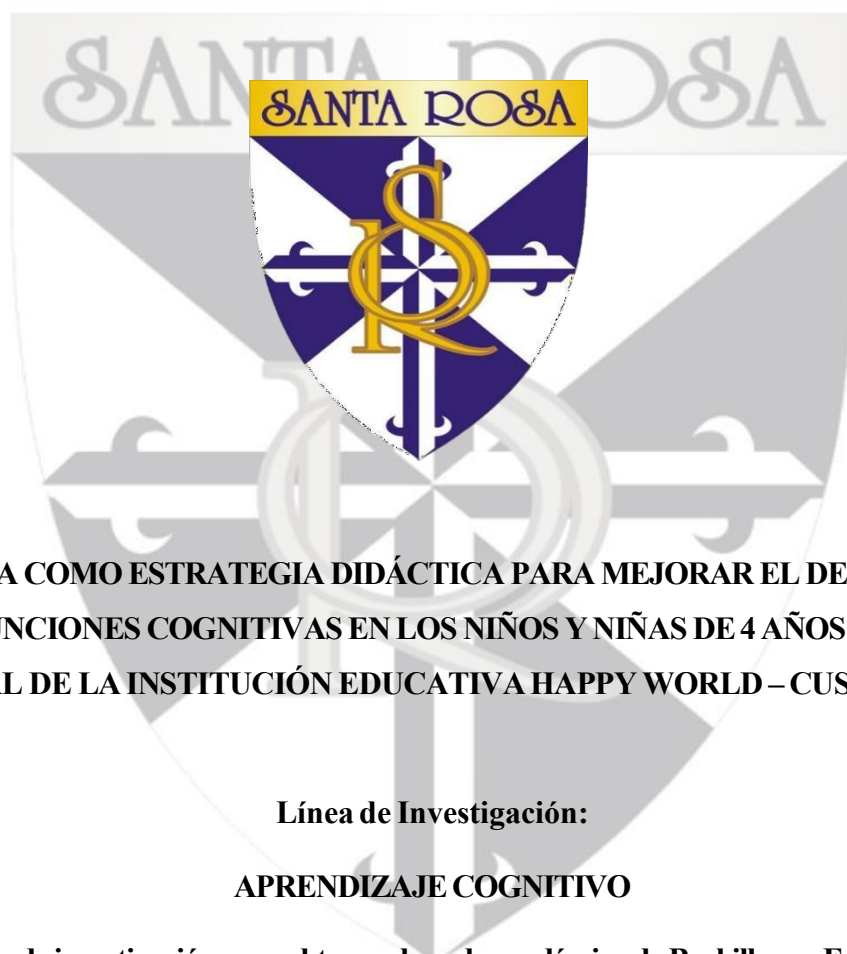 SANTA ROSA
SANTA ROSA
A COMO ESTRATEGIA DIDÁCTICA PARA MEJORAR EL DE
UNCIONES COGNITIVAS EN LOS NIÑOS Y NIÑAS DE 4 AÑOS
AL DE LA INSTITUCIÓN EDUCATIVA HAPPY WORLD – CUS
Línea de Investigación:
APRENDIZAJE COGNITIVO